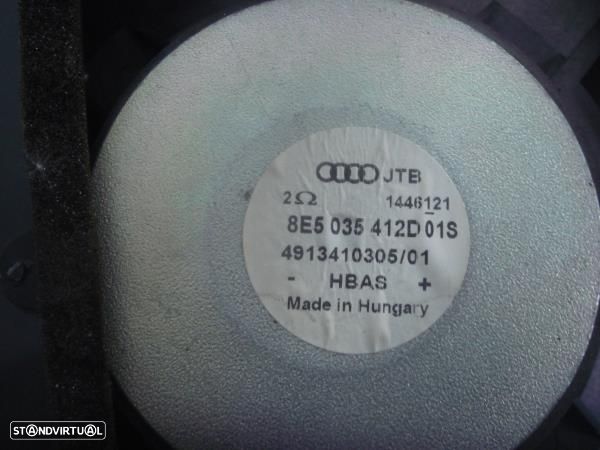 JTB
2Ω 1446121
8E5 035 412D 01S
4913410305/01
- HBAS +
Made in Hungary
STANDVIRTUAL